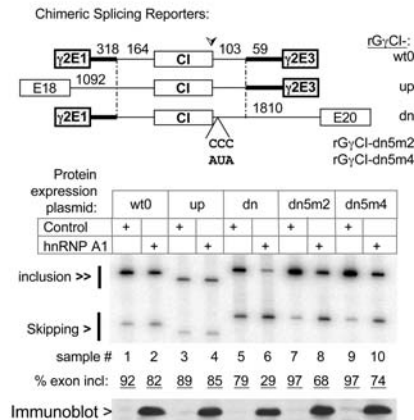 Chimeric Splicing Reporters:
rGγCI-:
318 164 103 59 wt0
γ2E1 CI γ2E3
1092 up
E18 CI γ2E3
1810 dn
γ2E1 CI E20
CCC rGγCI-dn5m2
AUA rGγCI-dn5m4
Protein expression plasmid: wt0 up dn dn5m2 dn5m4
Control + + + + +
hnRNP A1 + + + + +
inclusion >>
Skipping >
sample # 1 2 3 4 5 6 7 8 9 10
% exon incl: 92 82 89 85 79 29 97 68 97 74
Immunoblot >